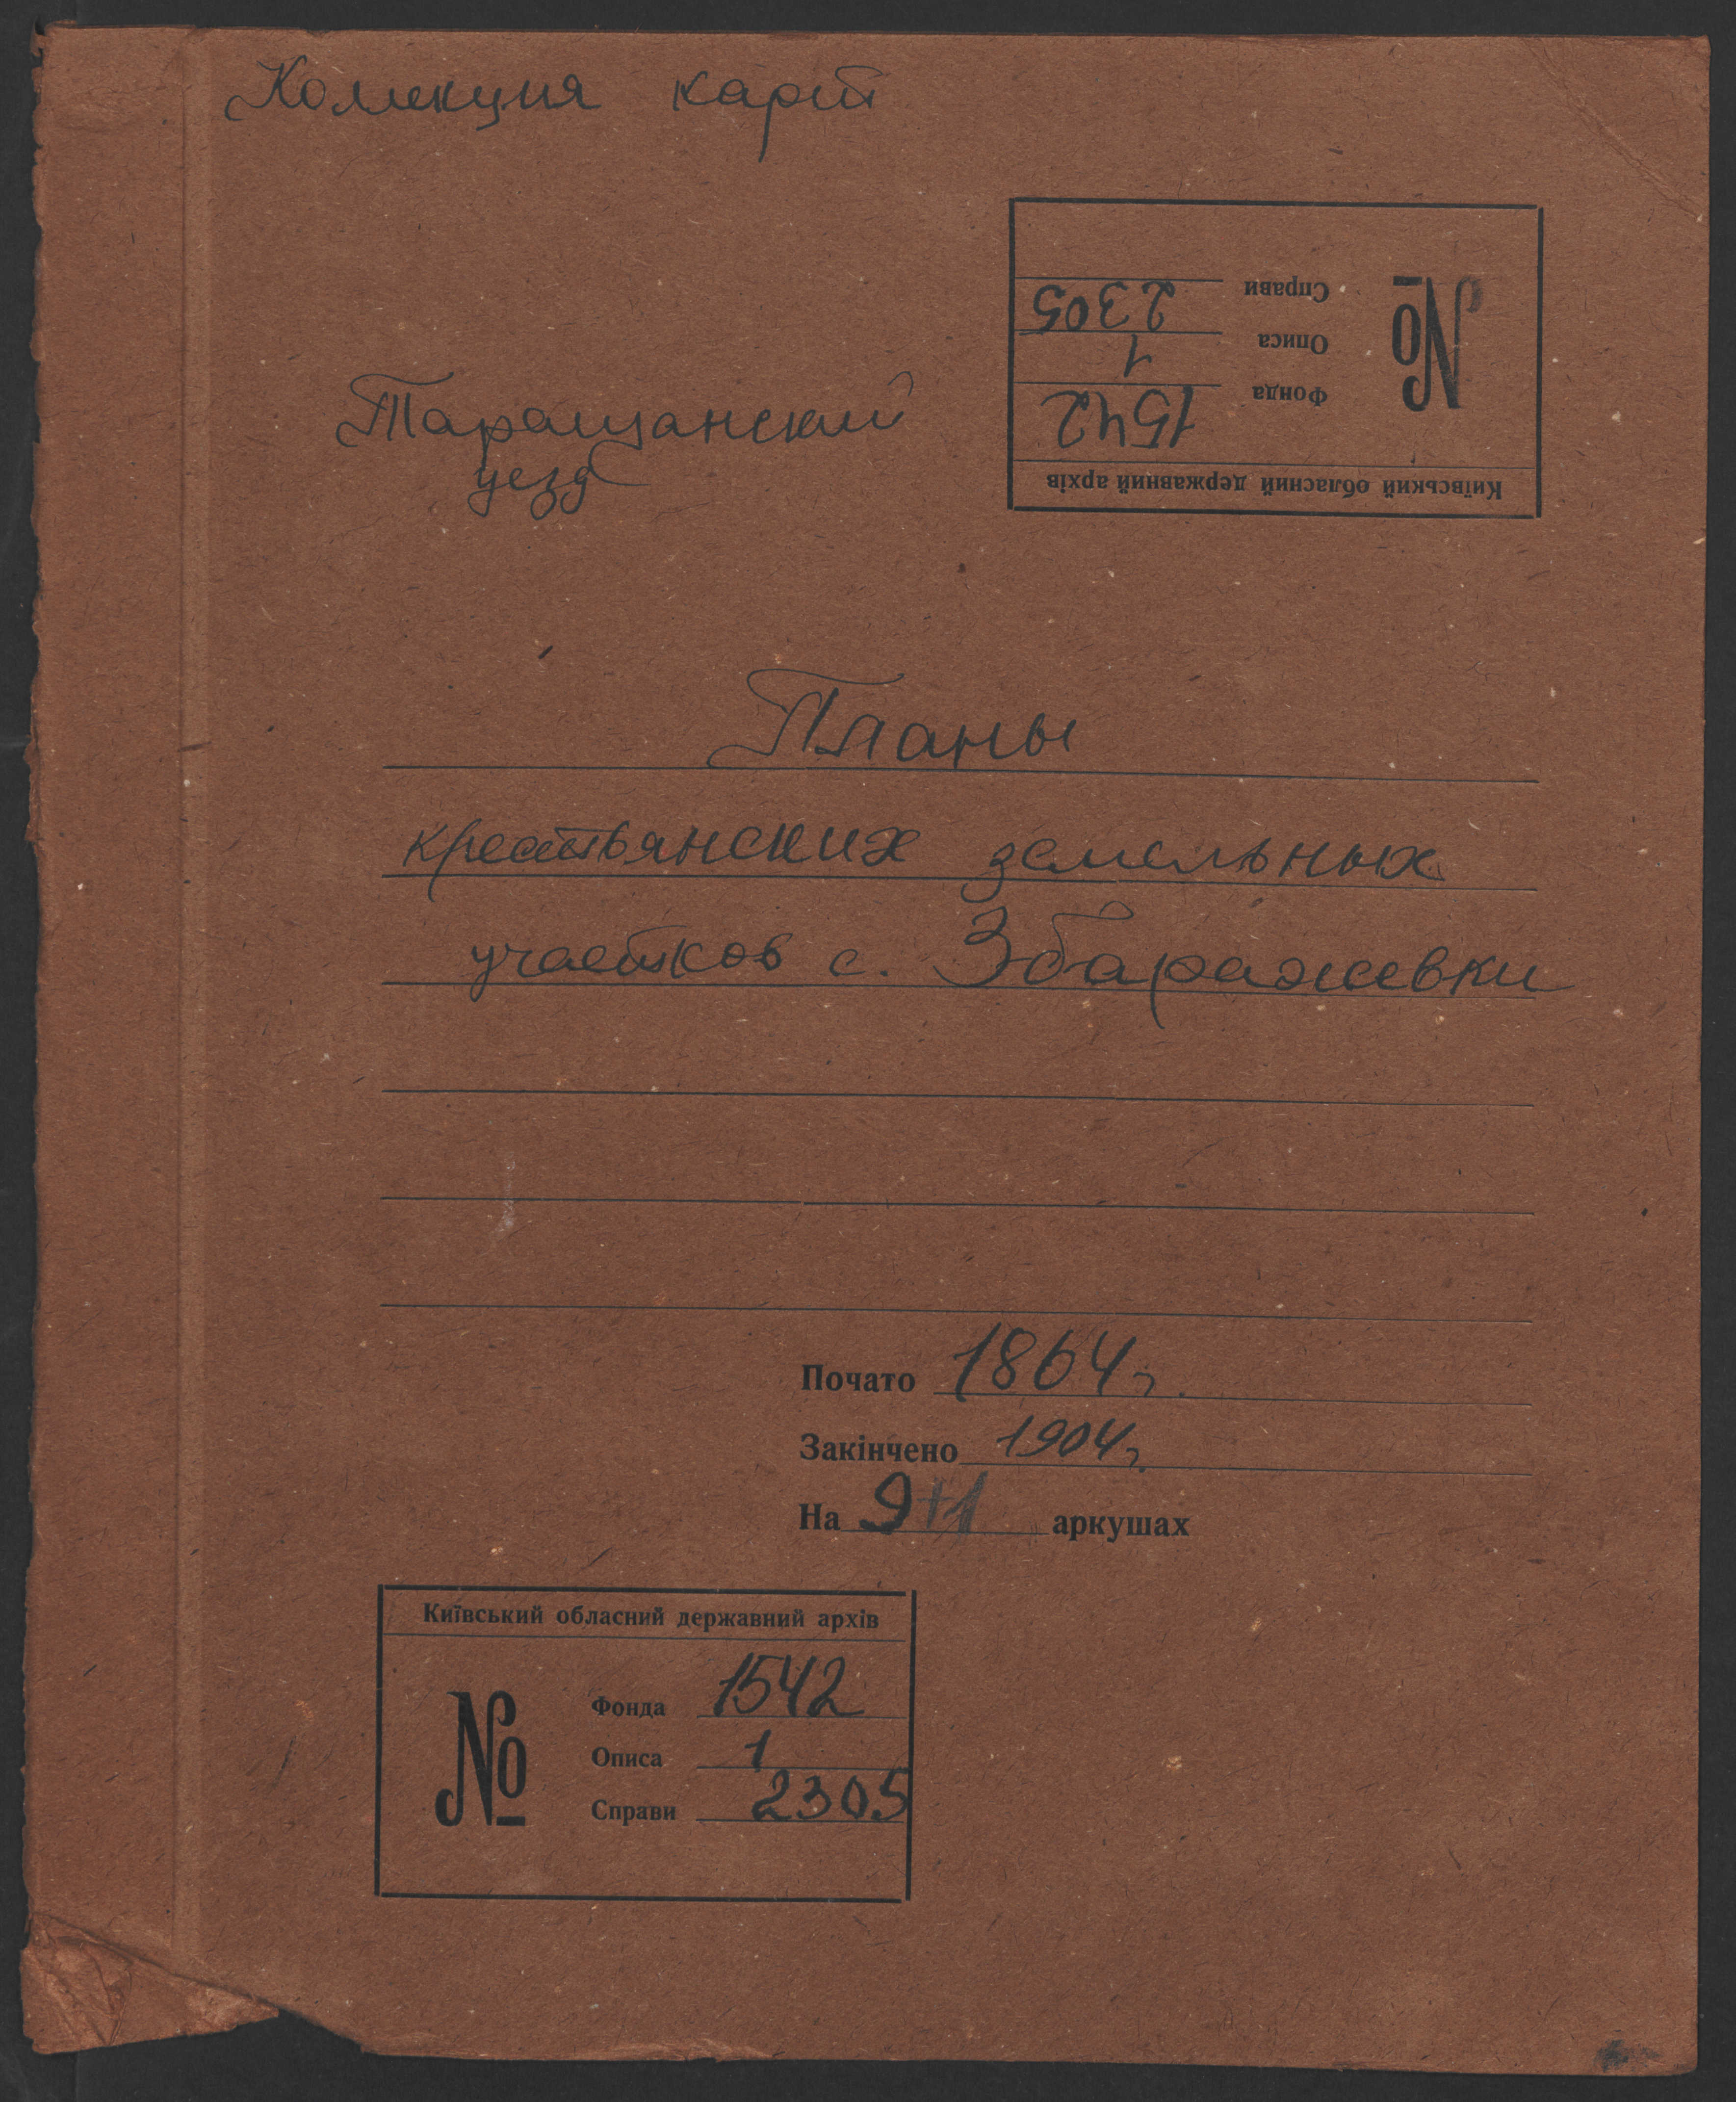 Коллекция карт
Справи 2305
Описа 1
Фонда 1542
№
Київський обласний державний архів
Таращанский
уезд
Планы
крестьянских земельных
участков с. Збаражевки
Почато 1864 г.
Закінчено 1904 г.
На 9+1 аркушах
Київський обласний державний архів
№
Фонда 1542
Описа 1
Справи 2305